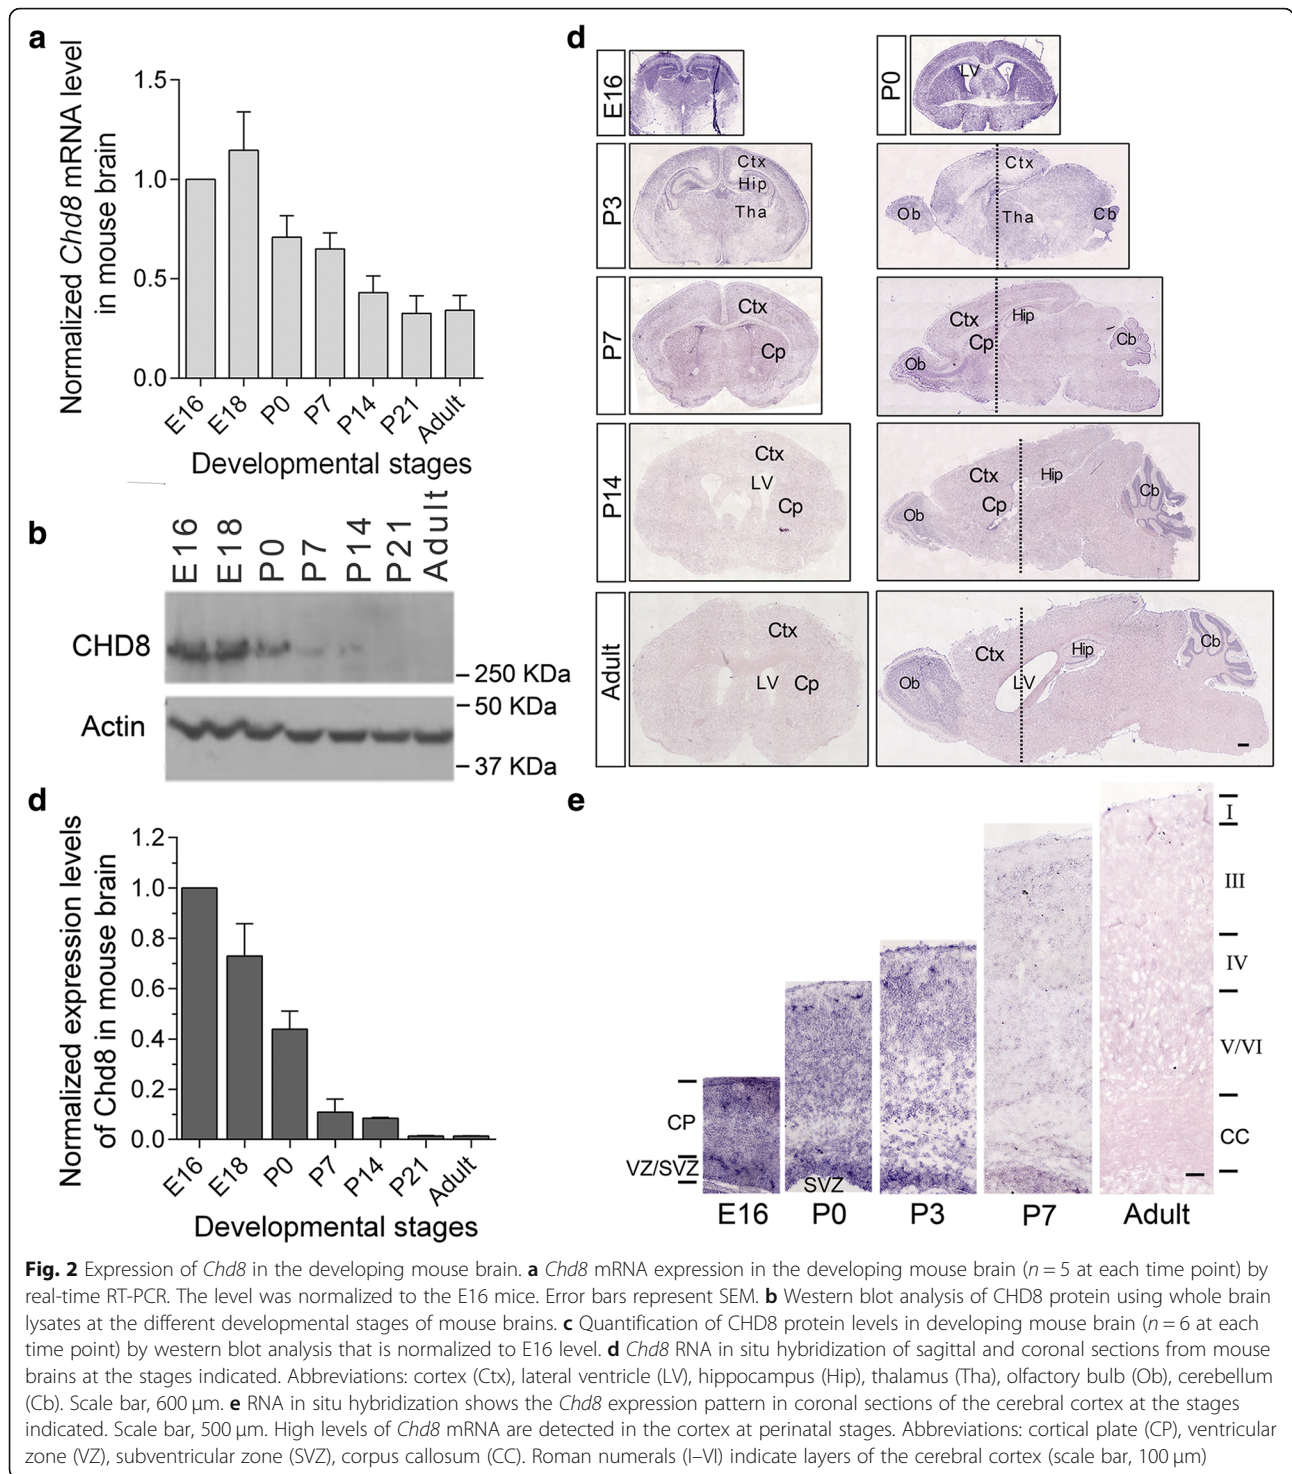 a
1.5
1.0
0.5
0.0
Normalized Chd8 mRNA level
in mouse brain
E16
E18
P0
P7
P14
P21
Adult
Developmental stages
b
E16
E18
P0
P7
P14
P21
Adult
CHD8
250 KDa
50 KDa
Actin
37 KDa
d
1.2
1.0
0.8
0.6
0.4
0.2
0.0
Normalized expression levels
of Chd8 in mouse brain
E16
E18
P0
P7
P14
P21
Adult
Developmental stages
d
E16
P0
LV
P3
Ctx
Hip
Tha
Ctx
Ob
Tha
Cb
P7
Ctx
Cp
Ctx
Hip
Cp
Ob
Cb
P14
Ctx
LV
Cp
Ctx
Hip
Cp
Ob
Cb
Adult
Ctx
LV Cp
Ctx
Hip
Cb
Ob
LV
e
I
III
IV
V/VI
CC
CP
VZ/SVZ
SVZ
E16
P0
P3
P7
Adult
Fig. 2 Expression of Chd8 in the developing mouse brain. a Chd8 mRNA expression in the developing mouse brain (n = 5 at each time point) by
real-time RT-PCR. The level was normalized to the E16 mice. Error bars represent SEM. b Western blot analysis of CHD8 protein using whole brain
lysates at the different developmental stages of mouse brains. c Quantification of CHD8 protein levels in developing mouse brain (n = 6 at each
time point) by western blot analysis that is normalized to E16 level. d Chd8 RNA in situ hybridization of sagittal and coronal sections from mouse
brains at the stages indicated. Abbreviations: cortex (Ctx), lateral ventricle (LV), hippocampus (Hip), thalamus (Tha), olfactory bulb (Ob), cerebellum
(Cb). Scale bar, 600 μm. e RNA in situ hybridization shows the Chd8 expression pattern in coronal sections of the cerebral cortex at the stages
indicated. Scale bar, 500 μm. High levels of Chd8 mRNA are detected in the cortex at perinatal stages. Abbreviations: cortical plate (CP), ventricular
zone (VZ), subventricular zone (SVZ), corpus callosum (CC). Roman numerals (I–VI) indicate layers of the cerebral cortex (scale bar, 100 μm)